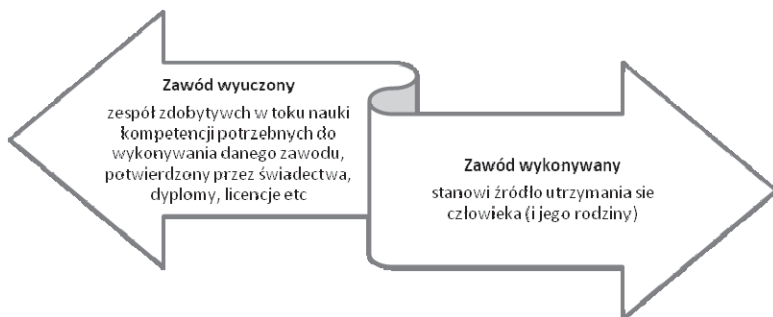 Zawód wyuczony
zespół zdobytywch w toku nauki
kompetencji potrzebnych do
wykonywania danego zawodu,
potwierdzony przez świadectwa,
dyplomy, licencje etc
Zawód wykonywany
stanowi źródło utrzymania sie
człowieka (i jego rodziny)